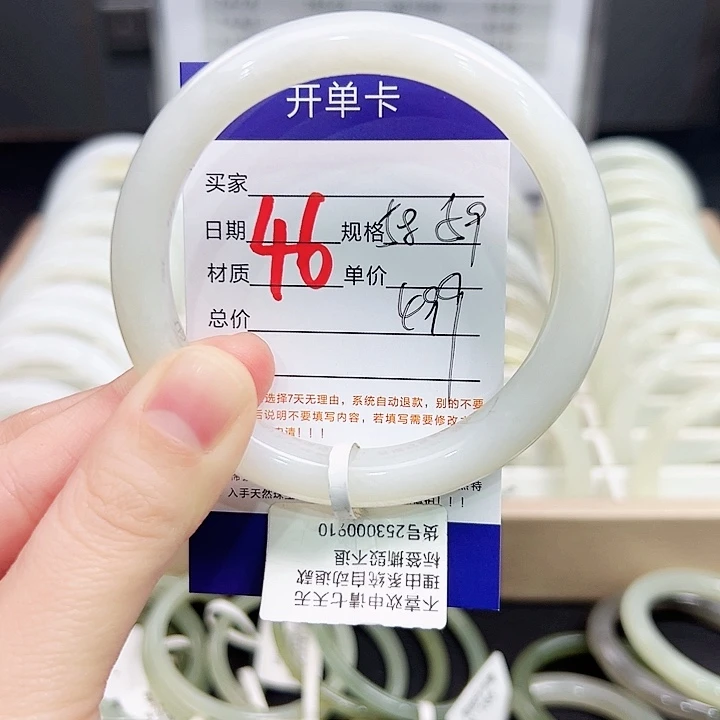 开单卡
买家
日期 46 规格 58 59
材质 单价
总价 499
选择7天无理由，系统自动退款，别的不要
后说明不要填写内容，若填写需要修改
请！！！
入手天然珠
不喜欢申请七天无
理由系统自动退款
标签撕毁不退
货号253000910